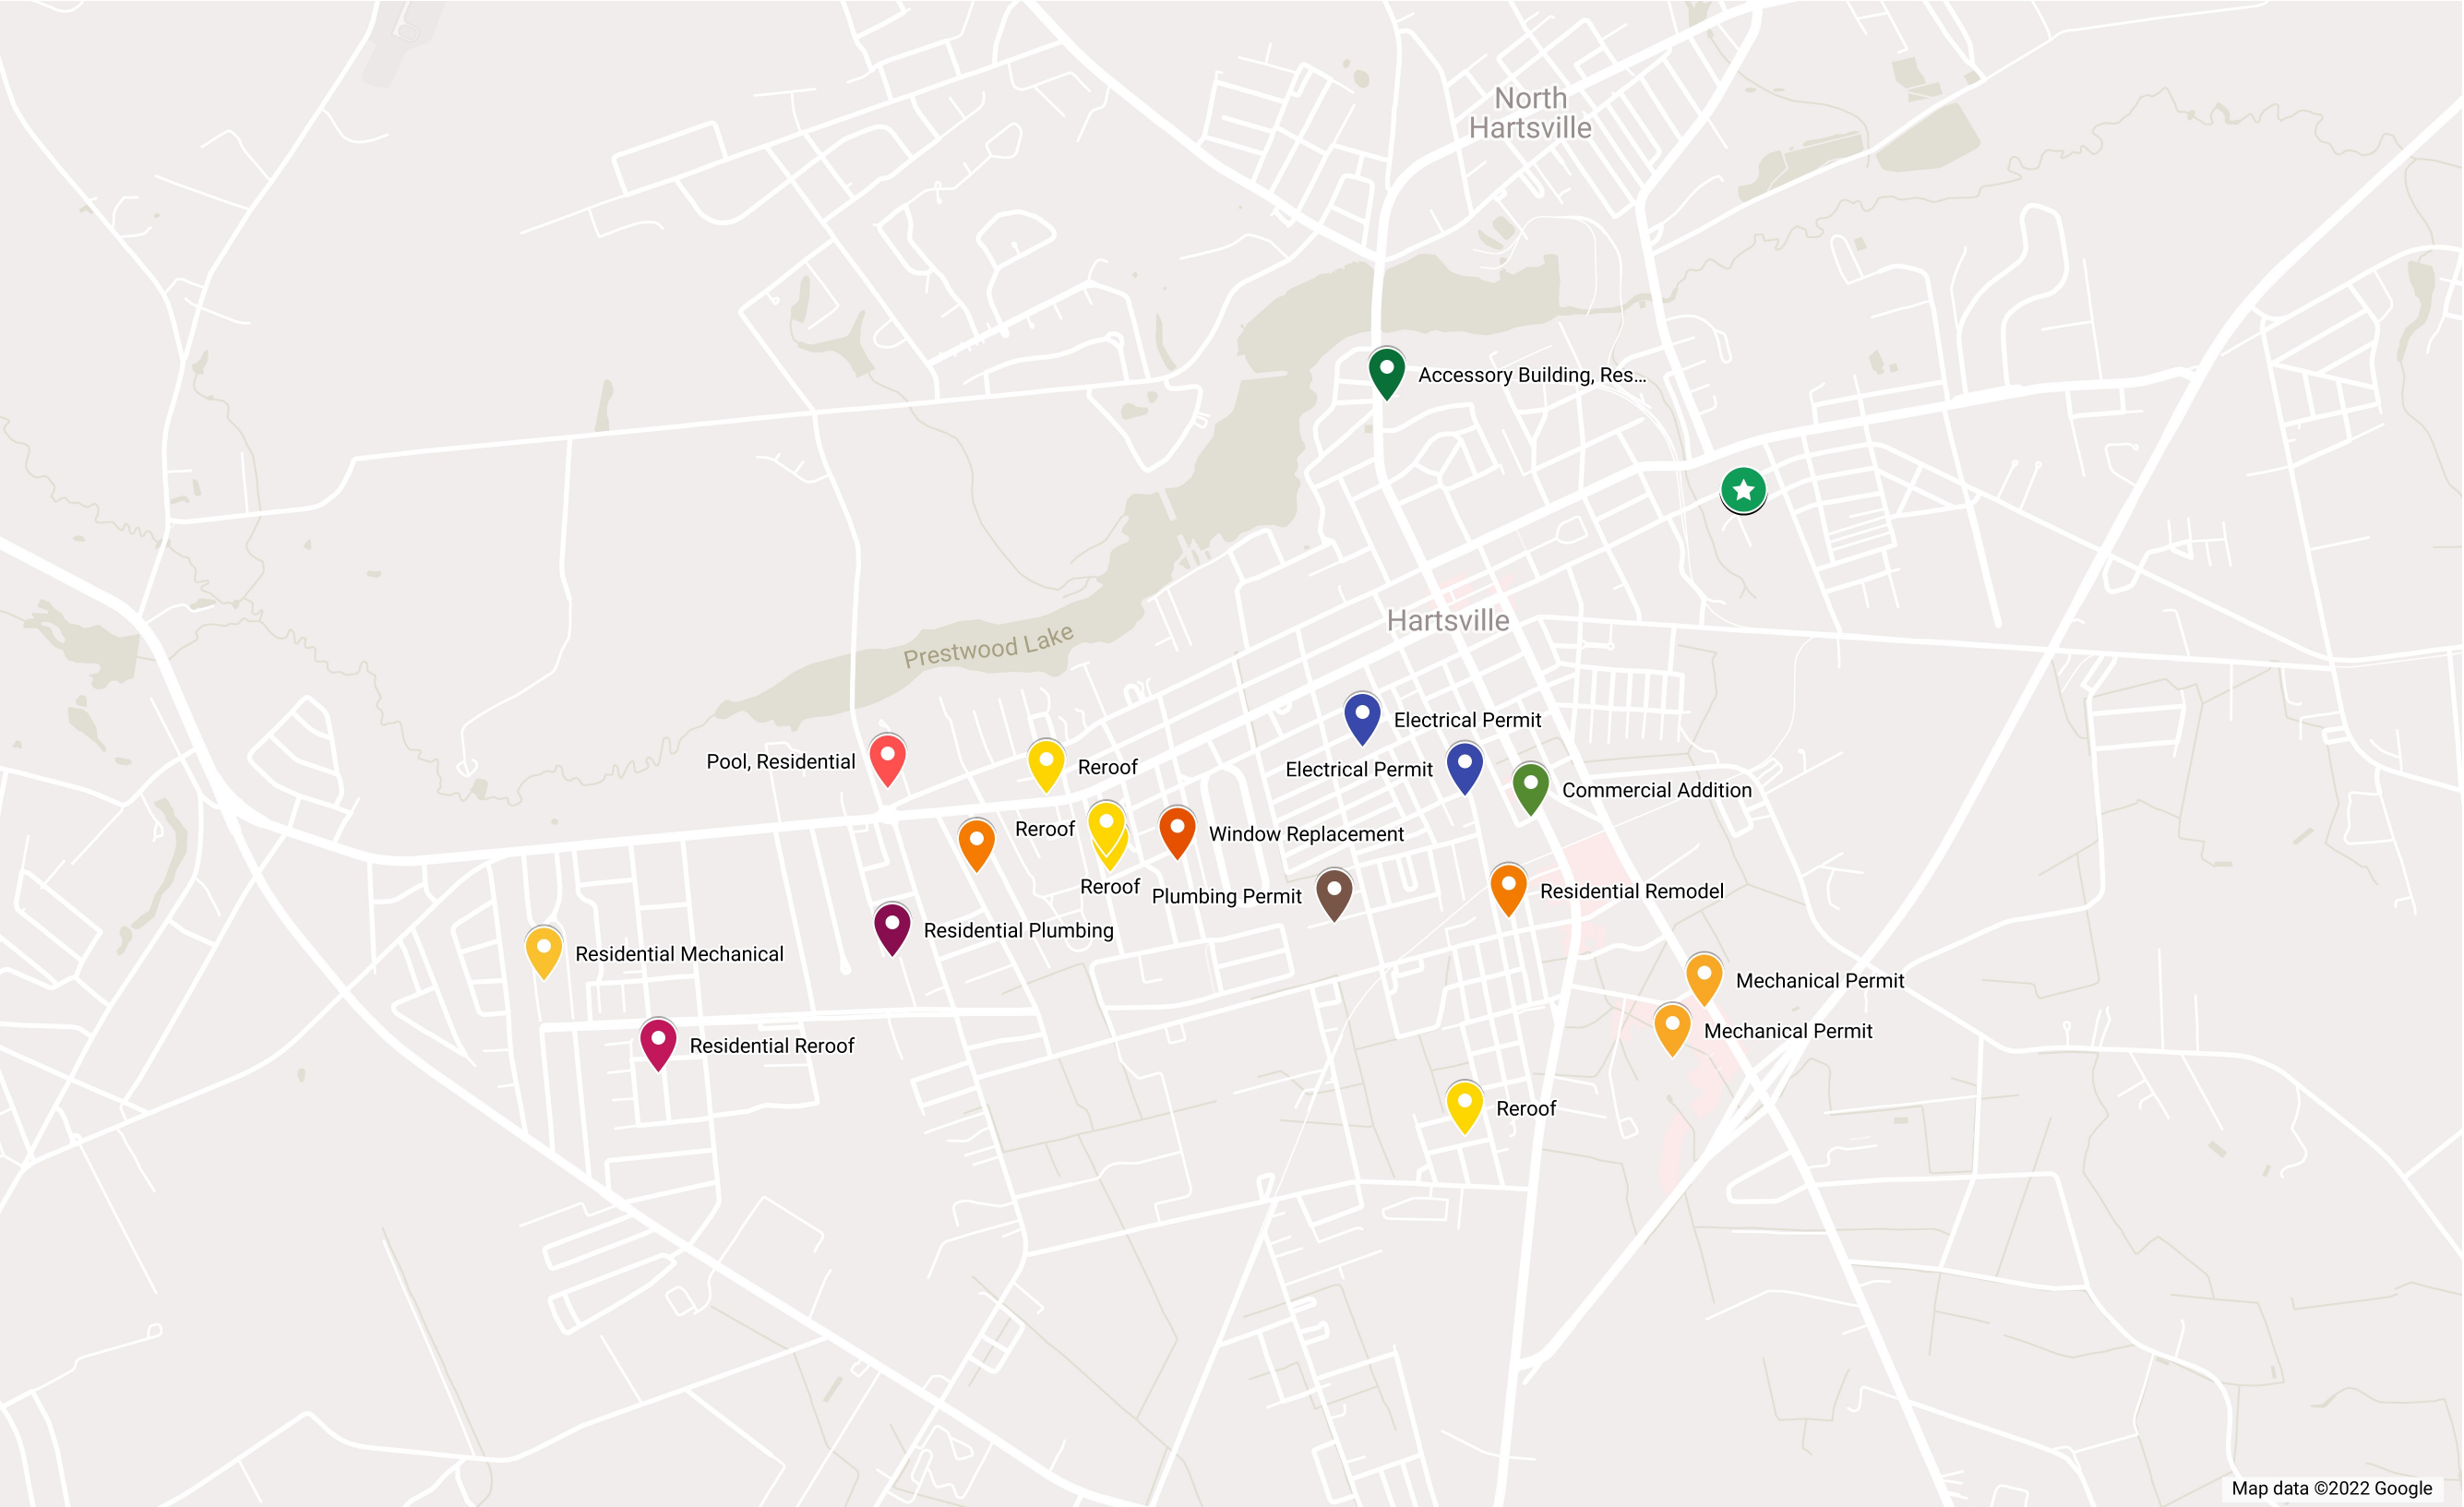 North
Hartsville
Accessory Building, Res...
Hartsville
Prestwood Lake
Electrical Permit
Pool, Residential
Reroof
Electrical Permit
Commercial Addition
Reroof
Window Replacement
Reroof
Plumbing Permit
Residential Remodel
Residential Plumbing
Residential Mechanical
Mechanical Permit
Mechanical Permit
Residential Reroof
Reroof
Map data ©2022 Google